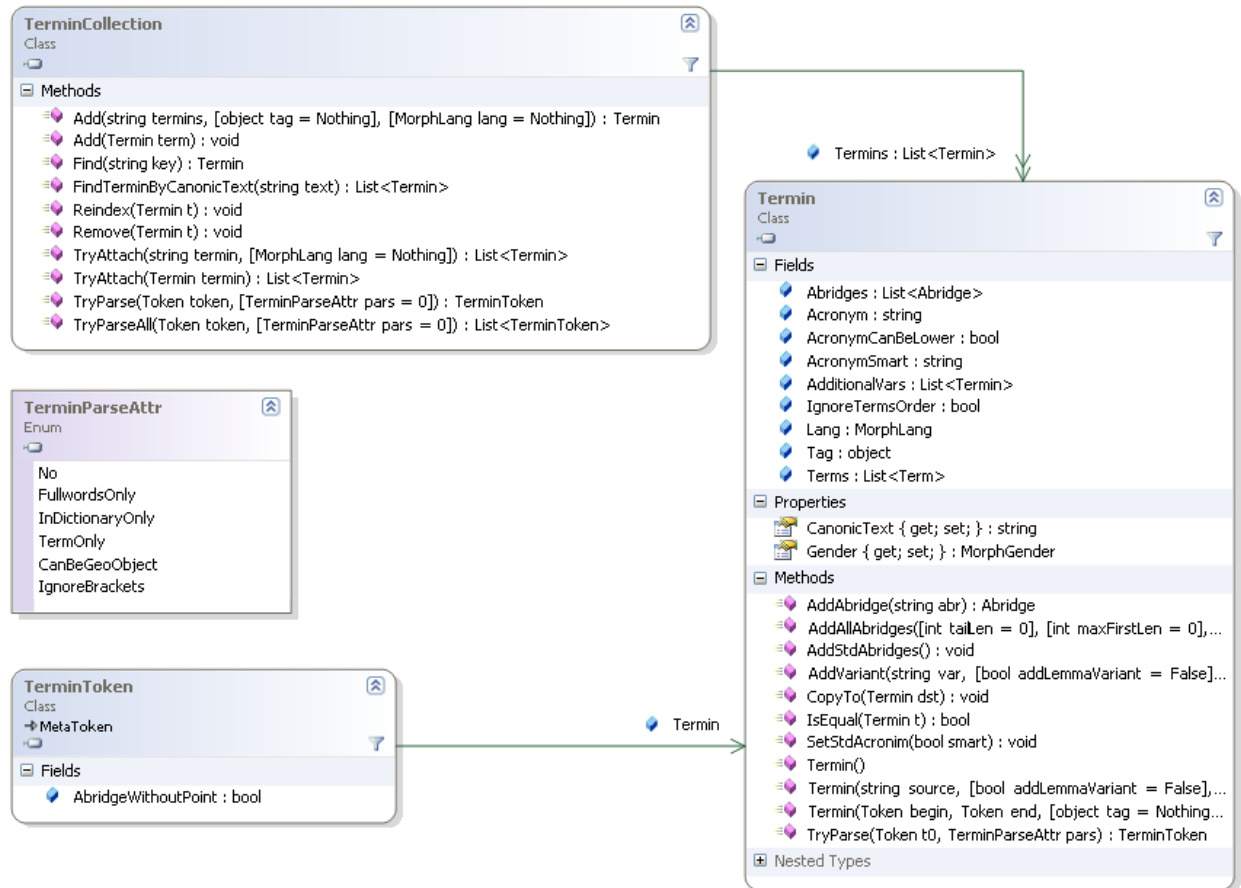 TerminCollection
Class
Methods
Add(string termins, [object tag = Nothing], [MorphLang lang = Nothing]) : Termin
Add(Termin term) : void
Find(string key) : Termin
FindTerminByCanonicText(string text) : List<Termin>
Reindex(Termin t) : void
Remove(Termin t) : void
TryAttach(string termin, [MorphLang lang = Nothing]) : List<Termin>
TryAttach(Termin termin) : List<Termin>
TryParse(Token token, [TerminParseAttr pars = 0]) : TerminToken
TryParseAll(Token token, [TerminParseAttr pars = 0]) : List<TerminToken>
Termins : List<Termin>
TerminParseAttr
Enum
No
FullwordsOnly
InDictionaryOnly
TermOnly
CanBeGeoObject
IgnoreBrackets
TerminToken
Class
MetaToken
Fields
AbridgeWithoutPoint : bool
Termin
Termin
Class
Fields
Abridges : List<Abridge>
Acronym : string
AcronymCanBeLower : bool
AcronymSmart : string
AdditionalVars : List<Termin>
IgnoreTermsOrder : bool
Lang : MorphLang
Tag : object
Terms : List<Term>
Properties
CanonicText { get; set; } : string
Gender { get; set; } : MorphGender
Methods
AddAbridge(string abr) : Abridge
AddAllAbridges([int tailLen = 0], [int maxFirstLen = 0],...
AddStdAbridges() : void
AddVariant(string var, [bool addLemmaVariant = False]...
CopyTo(Termin dst) : void
IsEqual(Termin t) : bool
SetStdAcronim(bool smart) : void
Termin()
Termin(string source, [bool addLemmaVariant = False],...
Termin(Token begin, Token end, [object tag = Nothing...
TryParse(Token t0, TerminParseAttr pars) : TerminToken
Nested Types